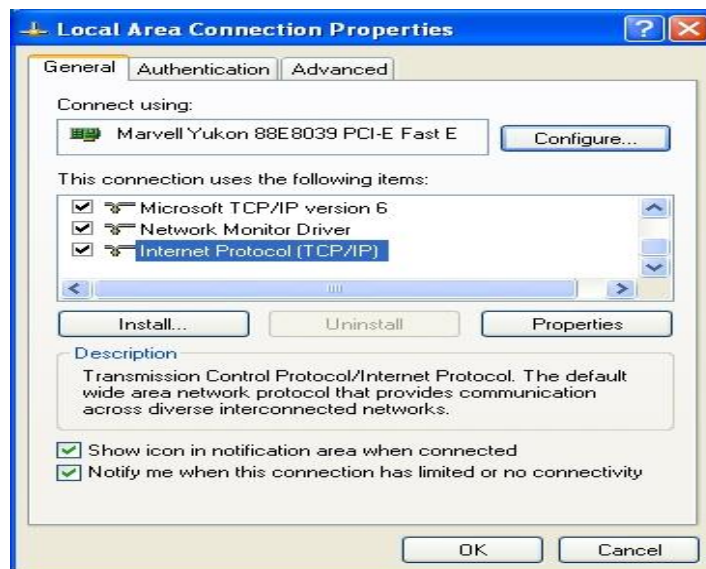 Local Area Connection Properties
General Authentication Advanced
Connect using:
Marvell Yukon 88E8039 PCI-E Fast E
Configure...
This connection uses the following items:
Microsoft TCP/IP version 6
Network Monitor Driver
Internet Protocol (TCP/IP)
Install... Uninstall Properties
Description
Transmission Control Protocol/Internet Protocol. The default
wide area network protocol that provides communication
across diverse interconnected networks.
Show icon in notification area when connected
Notify me when this connection has limited or no connectivity
OK Cancel